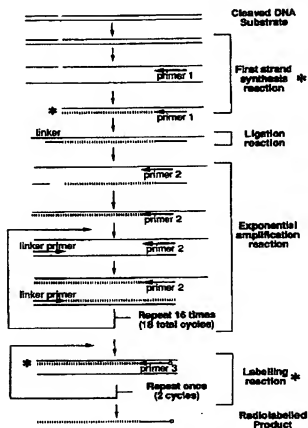 Cleaved DNA
Substrate
primer 1
First strand
synthesis *
reaction
* primer 1
linker
Ligation
reaction
primer 2
primer 2
linker primer
primer 2
Exponential
amplification
reaction
primer 2
linker primer
Repeat 16 times
(18 total cycles)
* primer 3
Labelling *
reaction
Repeat once
(2 cycles)
Radiolabelled
Product